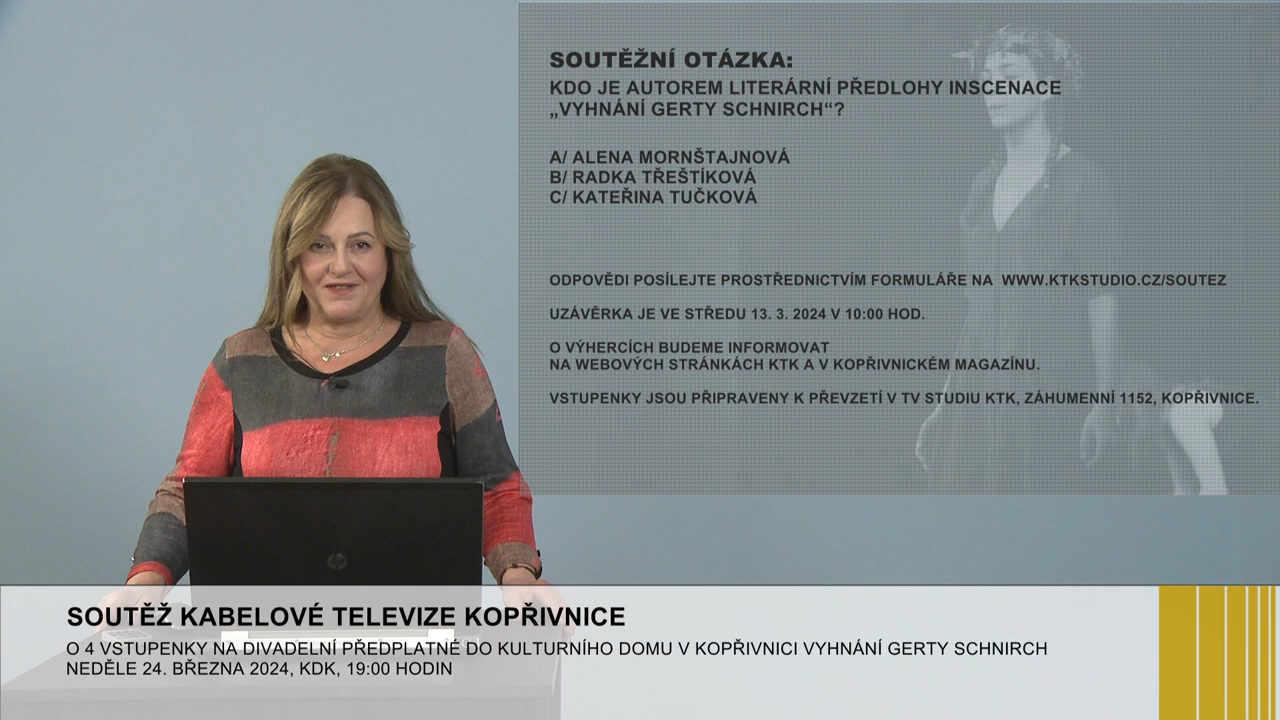 SOUTĚŽNÍ OTÁZKA:
KDO JE AUTOREM LITERÁRNÍ PŘEDLOHY INSCENACE
„VYHNÁNÍ GERTY SCHNIRCH“?
A/ ALENA MORNŠTAJNOVÁ
B/ RADKA TŘEŠTÍKOVÁ
C/ KATEŘINA TUČKOVÁ
ODPOVĚDI POSÍLEJTE PROSTŘEDNICTVÍM FORMULÁŘE NA WWW.KTKSTUDIO.CZ/SOUTEZ
UZÁVĚRKA JE VE STŘEDU 13. 3. 2024 V 10:00 HOD.
O VÝHERCÍCH BUDEME INFORMOVAT
NA WEBOVÝCH STRÁNKÁCH KTK A V KOPŘIVNICKÉM MAGAZÍNU.
VSTUPENKY JSOU PŘIPRAVENY K PŘEVZETÍ V TV STUDIU KTK, ZÁHUMENNÍ 1152, KOPŘIVNICE.
hp
SOUTĚŽ KABELOVÉ TELEVIZE KOPŘIVNICE
O 4 VSTUPENKY NA DIVADELNÍ PŘEDPLATNÉ DO KULTURNÍHO DOMU V KOPŘIVNICI VYHNÁNÍ GERTY SCHNIRCH
NEDĚLE 24. BŘEZNA 2024, KDK, 19:00 HODIN